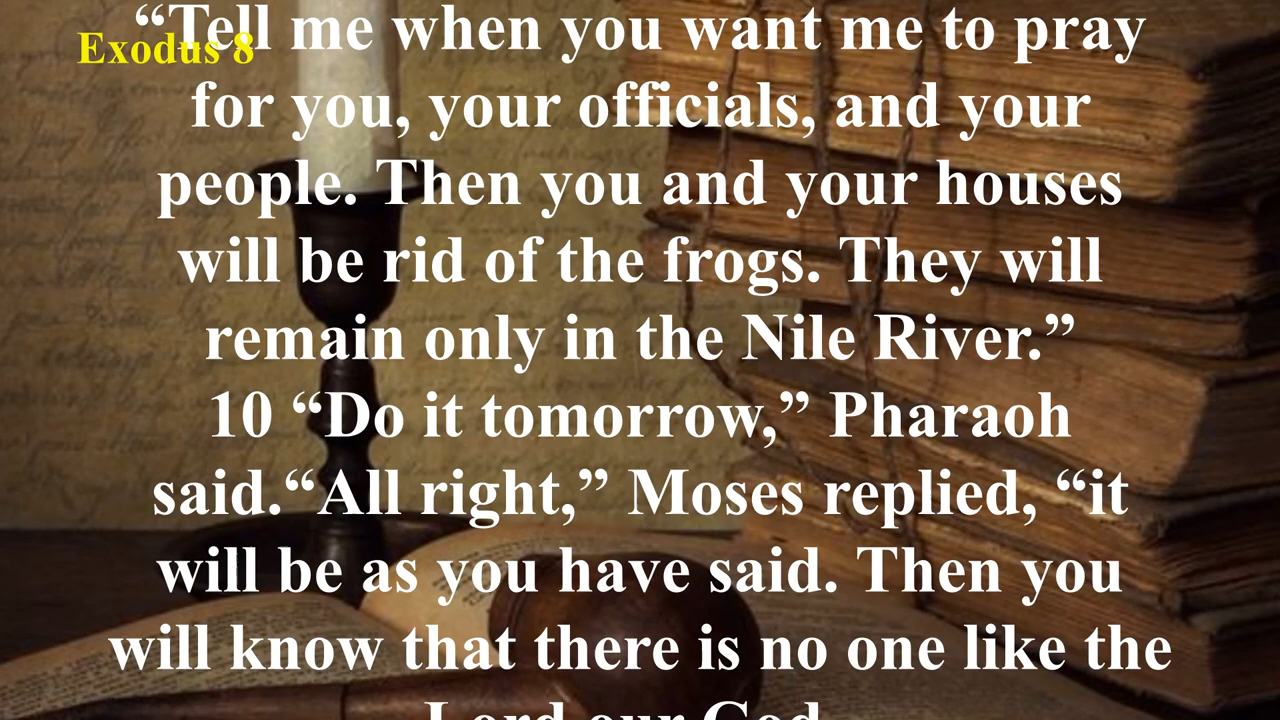 “Tell me when you want me to pray
Exodus 8
for you, your officials, and your
people. Then you and your houses
will be rid of the frogs. They will
remain only in the Nile River.”
10 “Do it tomorrow,” Pharaoh
said.“All right,” Moses replied, “it
will be as you have said. Then you
will know that there is no one like the
Lord our God